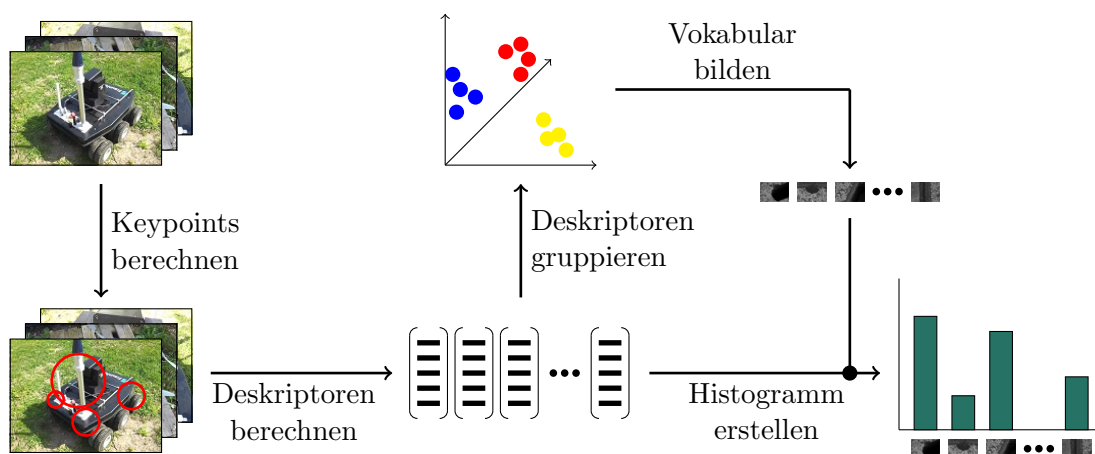 Vokabular
bilden
Keypoints
berechnen
Deskriptoren
gruppieren
Deskriptoren
berechnen
Histogramm
erstellen